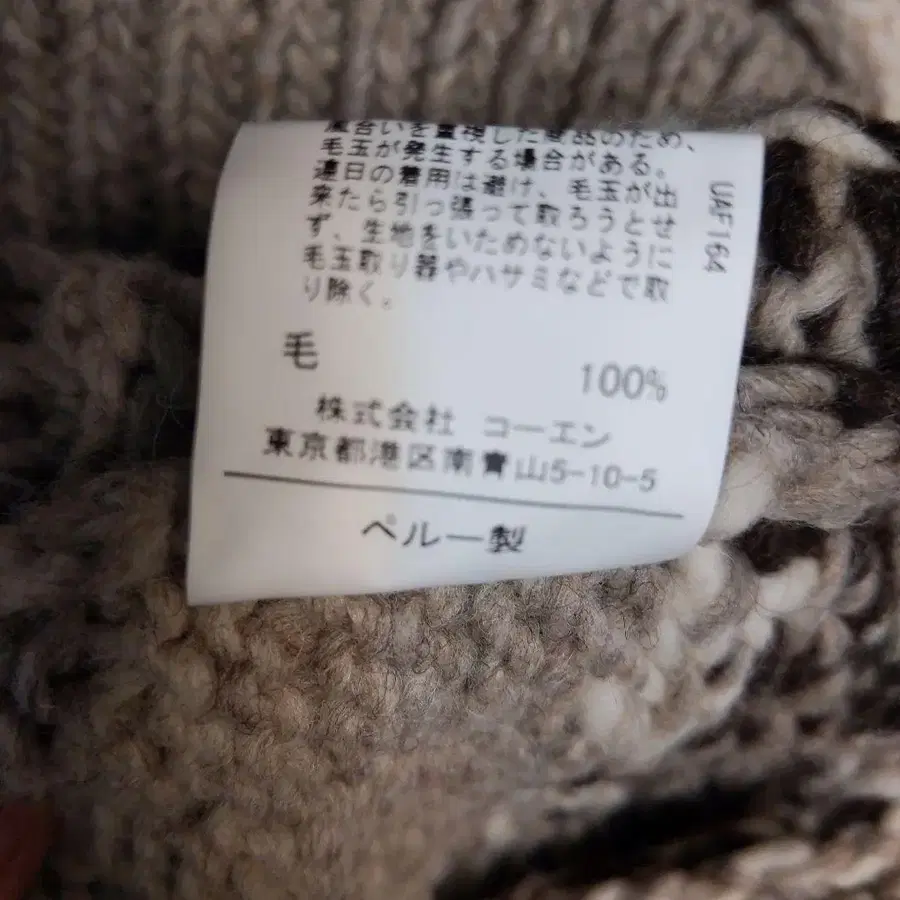 風合いを重視した商品のため、
毛玉が発生する場合がある。
連日の着用は避け、毛玉が出
来たら引っ張って取ろうとせ
ず、生地をいためないように
毛玉取り器やハサミなどで取
り除く。
UAF164
毛 100%
株式会社 コーエン
東京都港区南青山5-10-5
ペルー製